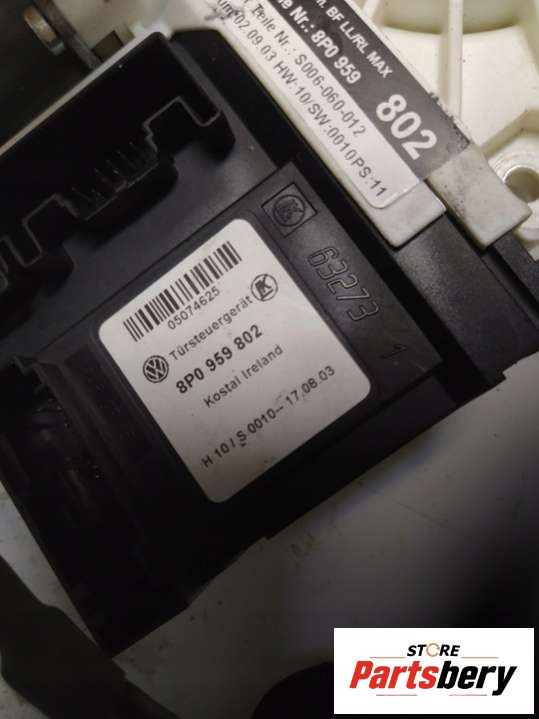 . BF LL/RL MAX
Nr.: 8P0 959
802
Teile Nr.: S006-060-012
02.09.03 HW:10/SW:0010PS:11
63273
1
05074625
Türsteuergerät
8P0 959 802
Kostal Ireland
H 10 / S 0010-- 17.08.03
STORE
Partsbery